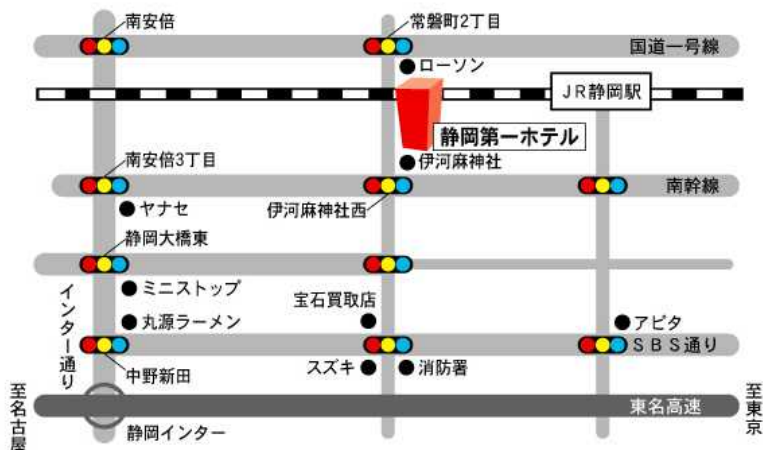 南安倍
常磐町2丁目
国道一号線
ローソン
JR静岡駅
静岡第一ホテル
南安倍3丁目
伊河麻神社
南幹線
ヤナセ
伊河麻神社西
静岡大橋東
ミニストップ
インター通り
宝石買取店
丸源ラーメン
アピタ
SBS通り
中野新田
スズキ
消防署
至名古屋
東名高速
至東京
静岡インター